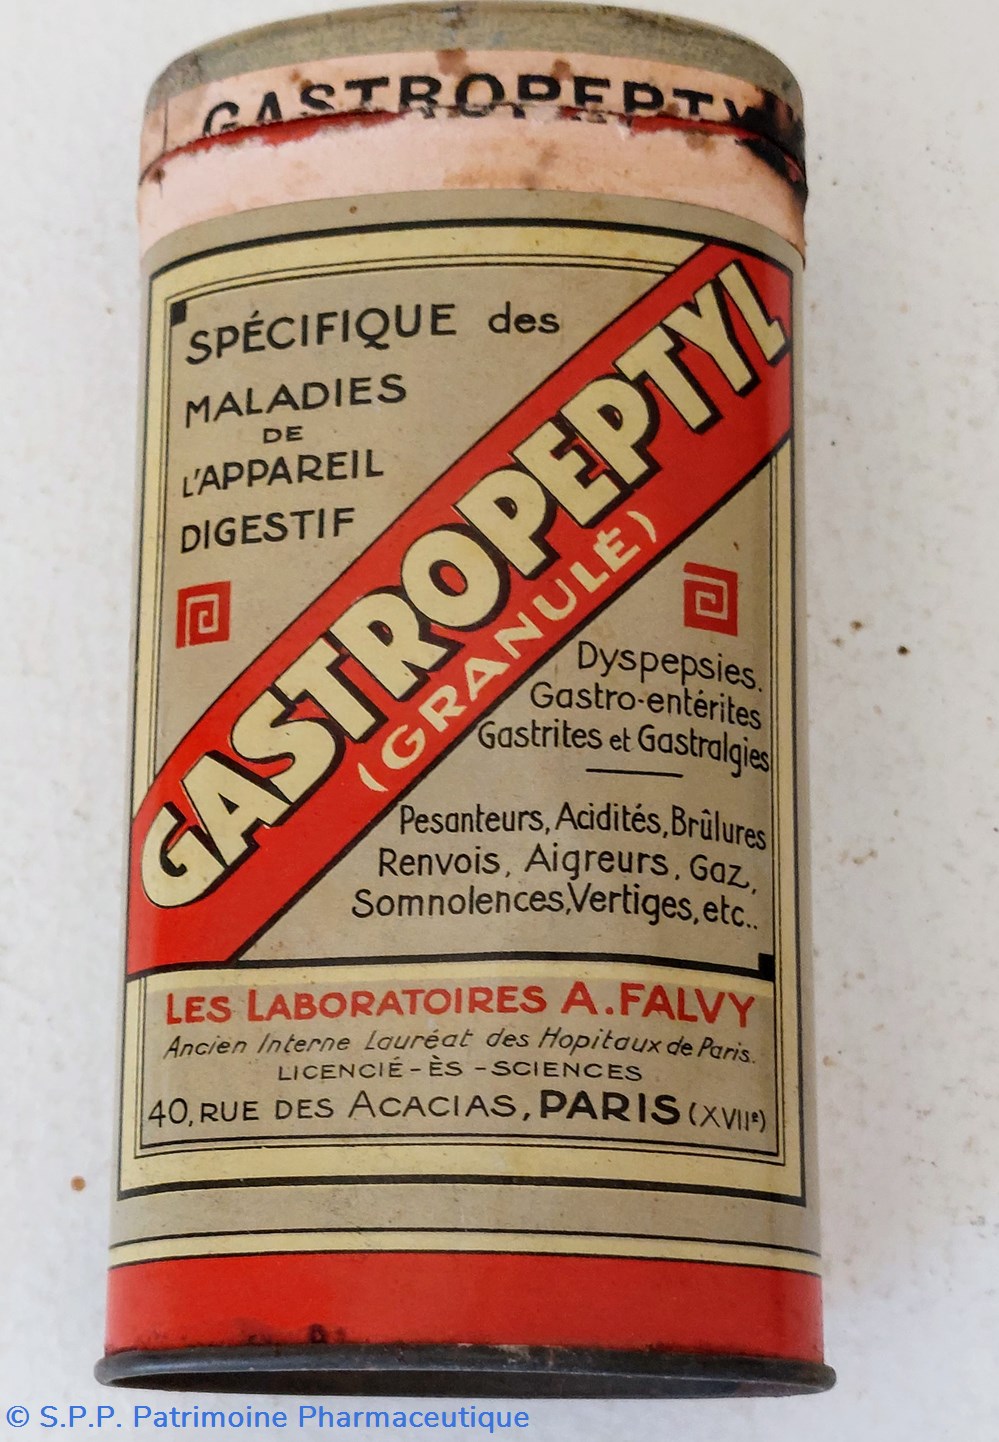 GASTROPEPTY
SPÉCIFIQUE des
MALADIES
DE
L'APPAREIL
DIGESTIF
GASTROPEPTYL
(GRANULÉ)
Dyspepsies.
Gastro-entérites
Gastrites et Gastralgies
Pesanteurs, Acidités, Brûlures
Renvois, Aigreurs, Gaz,
Somnolences, Vertiges, etc..
LES LABORATOIRES A. FALVY
Ancien Interne Lauréat des Hopitaux de Paris.
LICENCIÉ-ÈS-SCIENCES
40, RUE DES ACACIAS, PARIS (XVIIe)
© S.P.P. Patrimoine Pharmaceutique